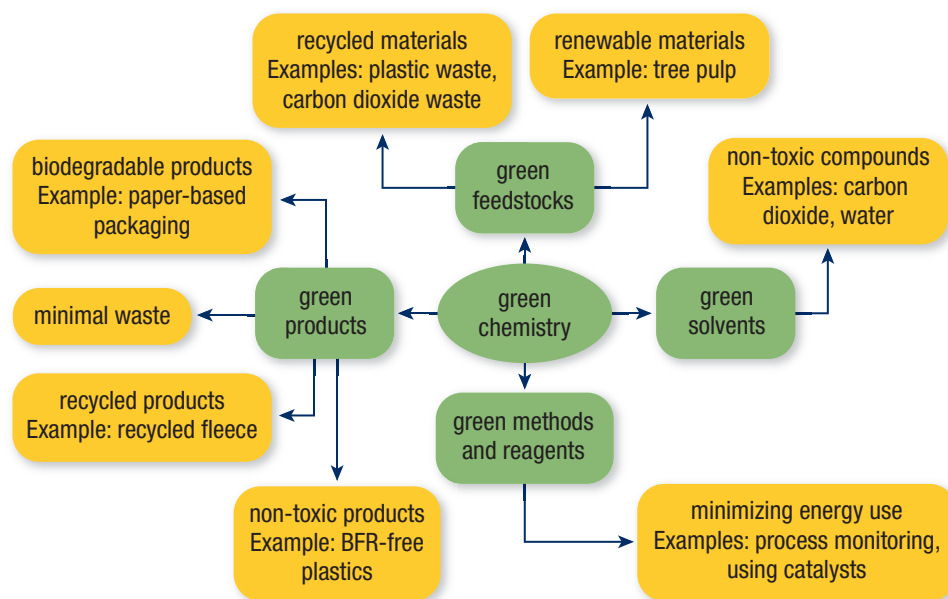 recycled materials
Examples: plastic waste,
carbon dioxide waste
renewable materials
Example: tree pulp
biodegradable products
Example: paper-based
packaging
green
feedstocks
non-toxic compounds
Examples: carbon
dioxide, water
minimal waste
green
products
green
chemistry
green
solvents
recycled products
Example: recycled fleece
green methods
and reagents
non-toxic products
Example: BFR-free
plastics
minimizing energy use
Examples: process monitoring,
using catalysts